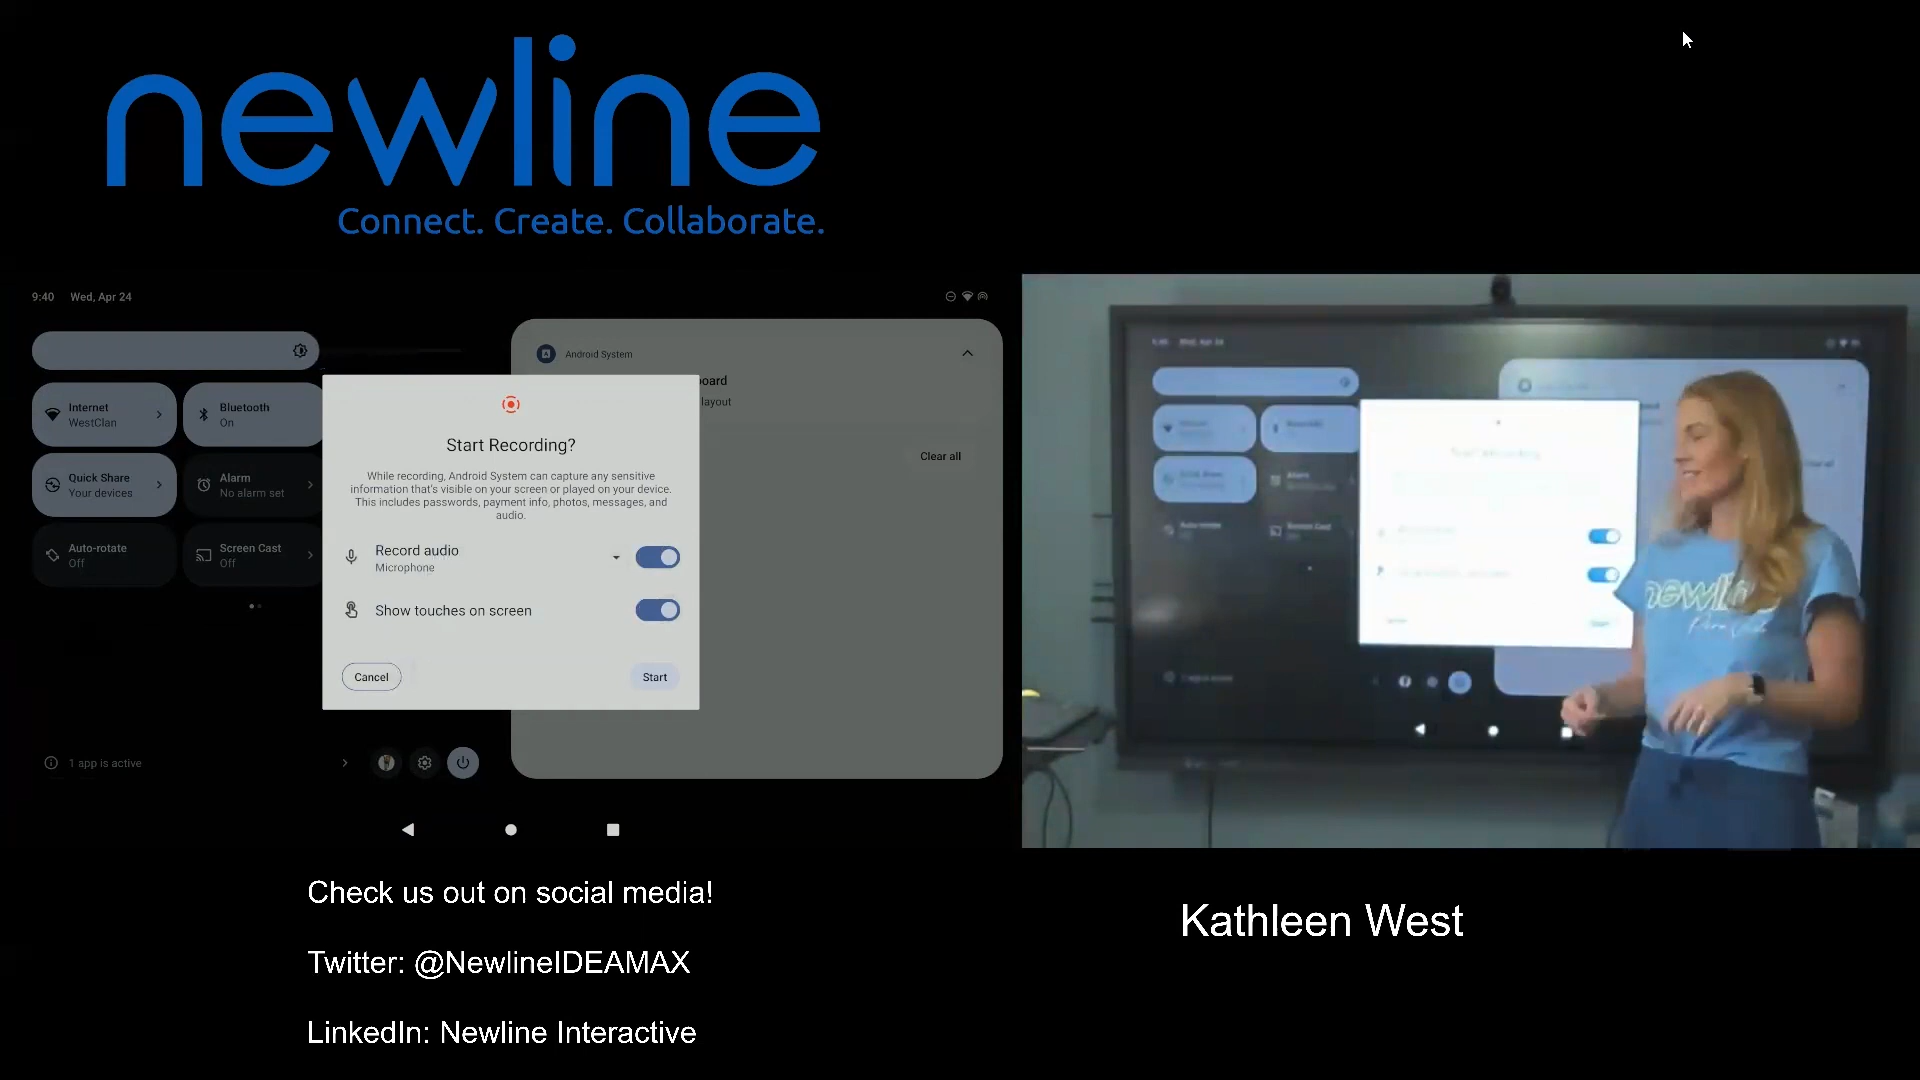 newline
Connect. Create. Collaborate.
9:40 Wed, Apr 24
Android System
board
layout
Clear all
Internet
WestClan
Bluetooth
On
Quick Share
Your devices
Alarm
No alarm set
Auto-rotate
Off
Screen Cast
Off
Start Recording?
While recording, Android System can capture any sensitive
information that's visible on your screen or played on your device.
This includes passwords, payment info, photos, messages, and
audio.
Record audio
Microphone
Show touches on screen
Cancel
Start
1 app is active
newline
Check us out on social media!
Twitter: @NewlineIDEAMAX
LinkedIn: Newline Interactive
Kathleen West